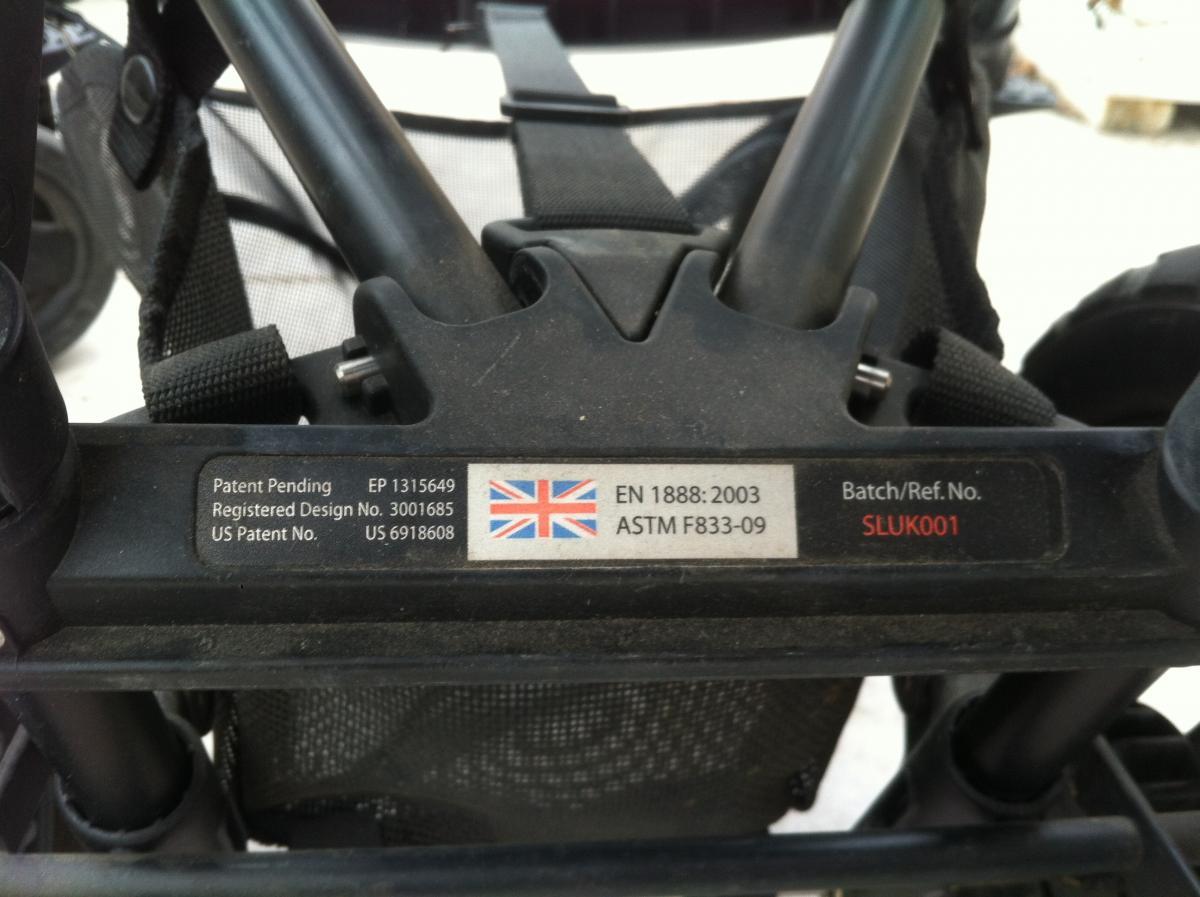 Patent Pending EP 1315649
Registered Design No. 3001685
US Patent No. US 6918608
EN 1888: 2003
ASTM F833-09
Batch/Ref. No.
SLUK001